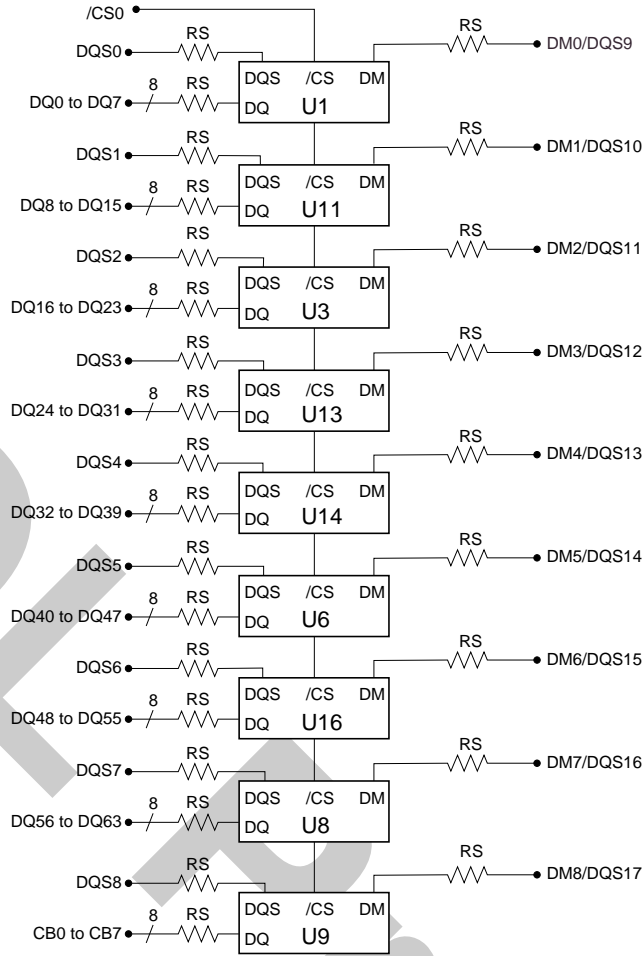 /CS0
DQS0 RS RS DM0/DQS9
DQS /CS DM
DQ0 to DQ7 8 RS DQ U1
DQS1 RS RS DM1/DQS10
DQS /CS DM
DQ8 to DQ15 8 RS DQ U11
DQS2 RS RS DM2/DQS11
DQS /CS DM
DQ16 to DQ23 8 RS DQ U3
DQS3 RS RS DM3/DQS12
DQS /CS DM
DQ24 to DQ31 8 RS DQ U13
DQS4 RS RS DM4/DQS13
DQS /CS DM
DQ32 to DQ39 8 RS DQ U14
DQS5 RS RS DM5/DQS14
DQS /CS DM
DQ40 to DQ47 8 RS DQ U6
DQS6 RS RS DM6/DQS15
DQS /CS DM
DQ48 to DQ55 8 RS DQ U16
DQS7 RS RS DM7/DQS16
DQS /CS DM
DQ56 to DQ63 8 RS DQ U8
DQS8 RS RS DM8/DQS17
DQS /CS DM
CB0 to CB7 8 RS DQ U9